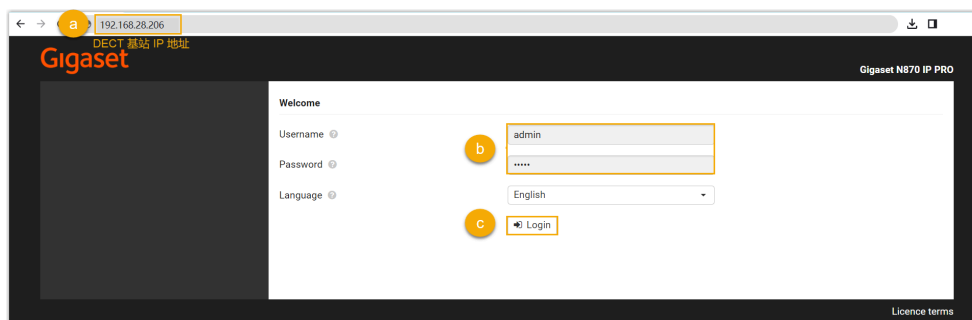 a
192.168.28.206
DECT 基站 IP 地址
Gigaset
Gigaset N870 IP PRO
Welcome
Username
admin
b
Password
•••••
Language
English
c
Login
Licence terms